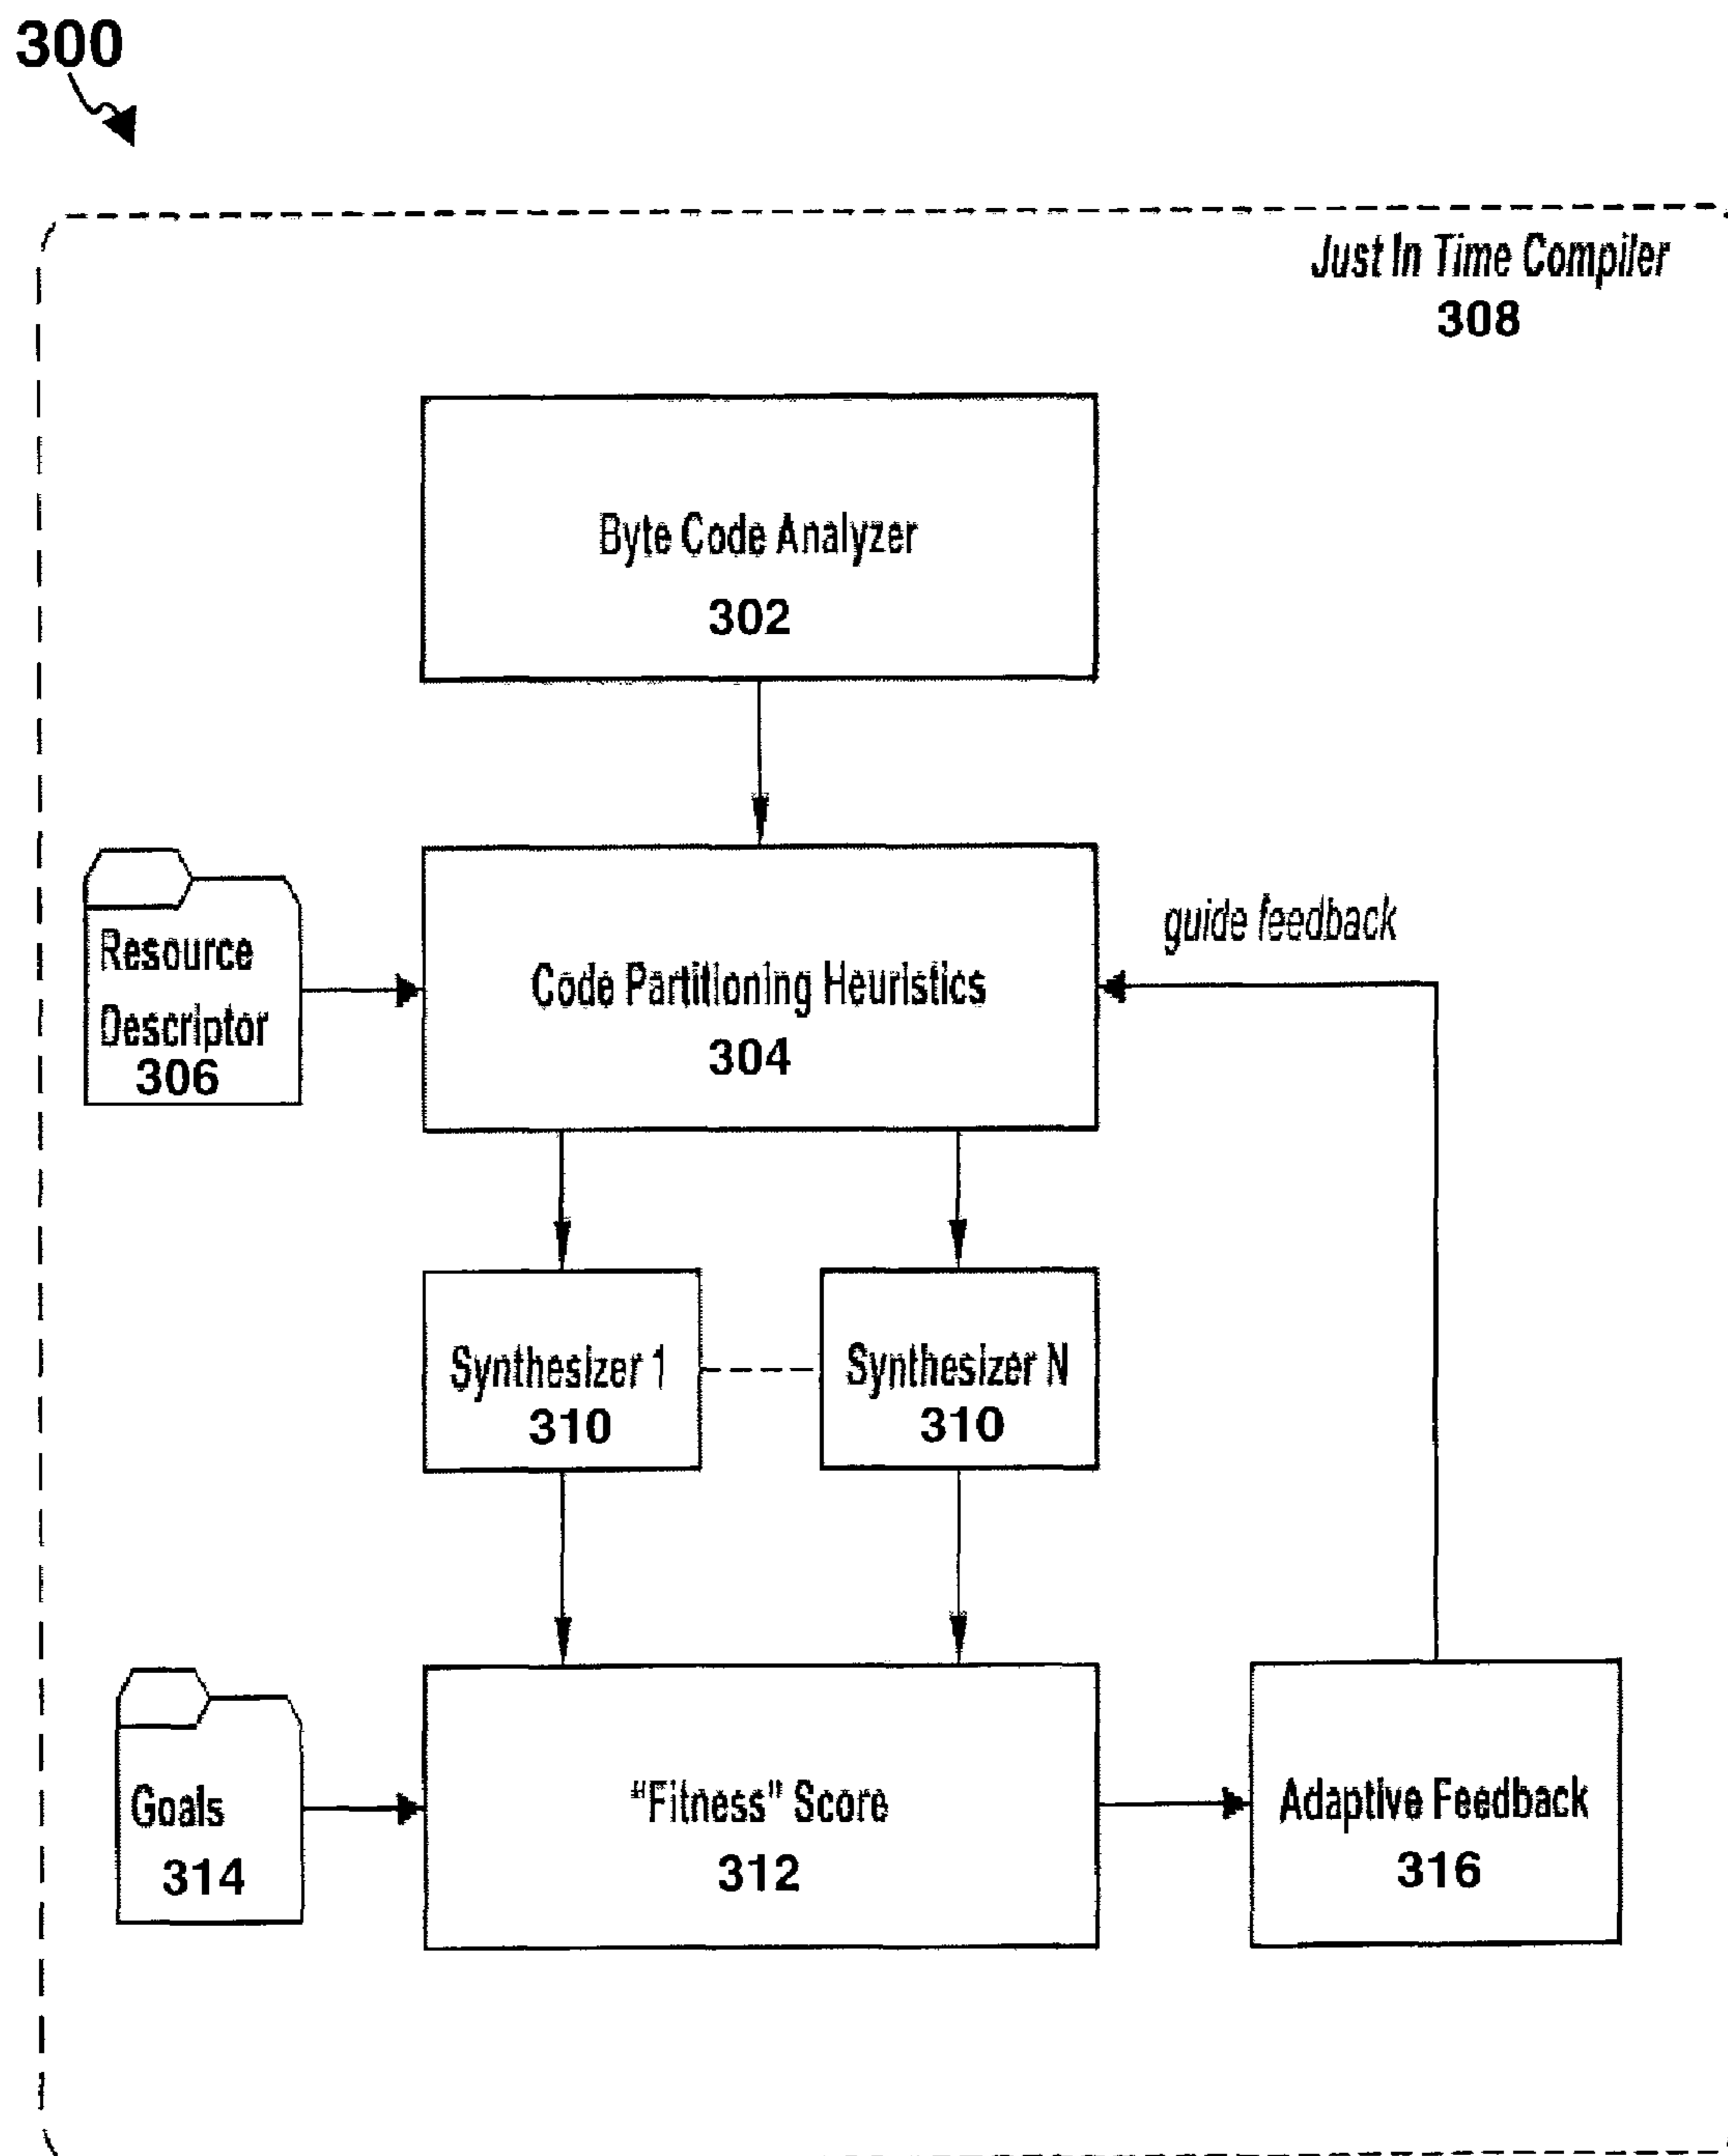 300
Just In Time Compiler
308
Byte Code Analyzer
302
Resource
Descriptor
306
Code Partitioning Heuristics
304
guide feedback
Synthesizer 1
310
Synthesizer N
310
Goals
314
"Fitness" Score
312
Adaptive Feedback
316